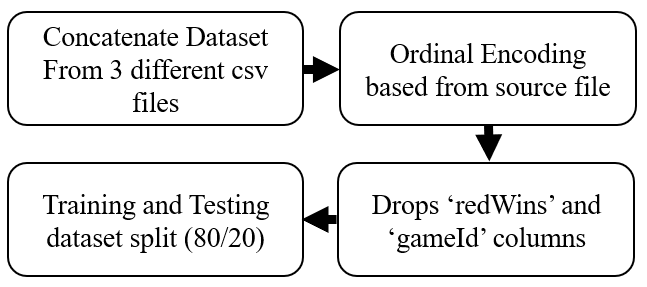 Concatenate Dataset
From 3 different csv
files
Ordinal Encoding
based from source file
Drops ‘redWins’ and
‘gameId’ columns
Training and Testing
dataset split (80/20)